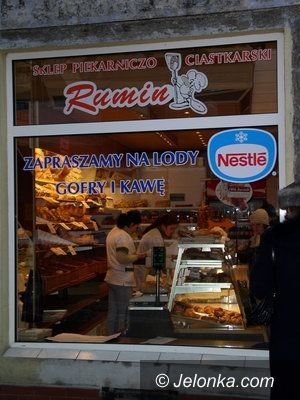 SKLEP PIEKARNICZO CIASTKARSKI
Rumin
ZAPRASZAMY NA LODY
GOFRY I KAWĘ
Nestlé
© Jelonka.com